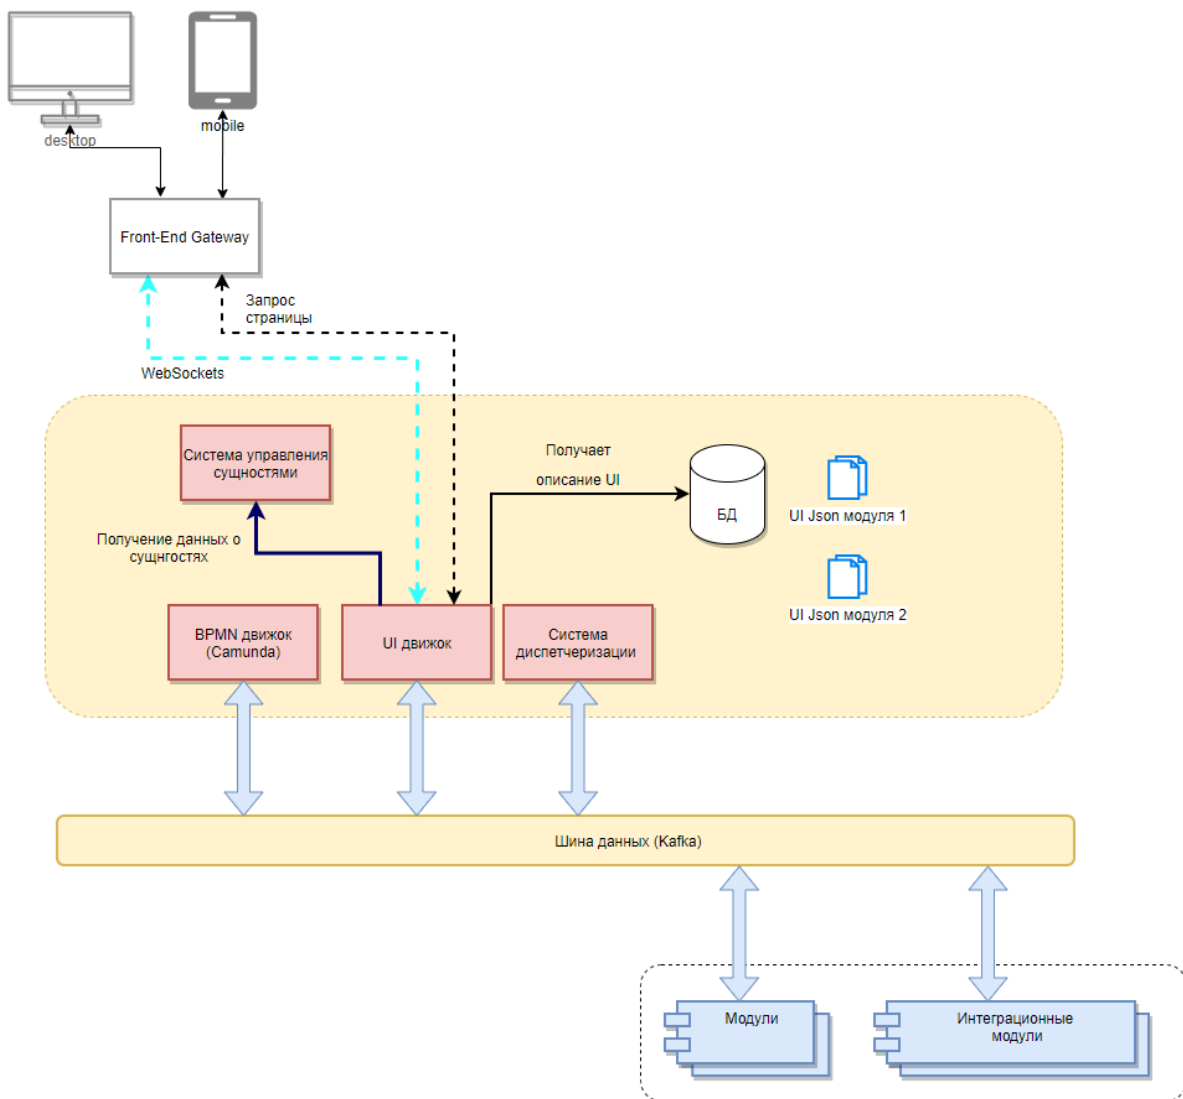 desktop
mobile
Front-End Gateway
Запрос
страницы
WebSockets
Система управления
сущностями
Получает
описание UI
БД
UI Json модуля 1
Получение данных о
сущнгостях
UI Json модуля 2
BPMN движок
(Camunda)
UI движок
Система
диспетчеризации
Шина данных (Kafka)
Модули
Интеграционные
модули